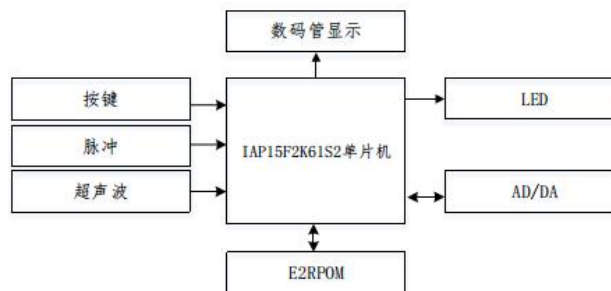 数码管显示
按键
脉冲
超声波
IAP15F2K61S2单片机
LED
AD/DA
E2RPOM